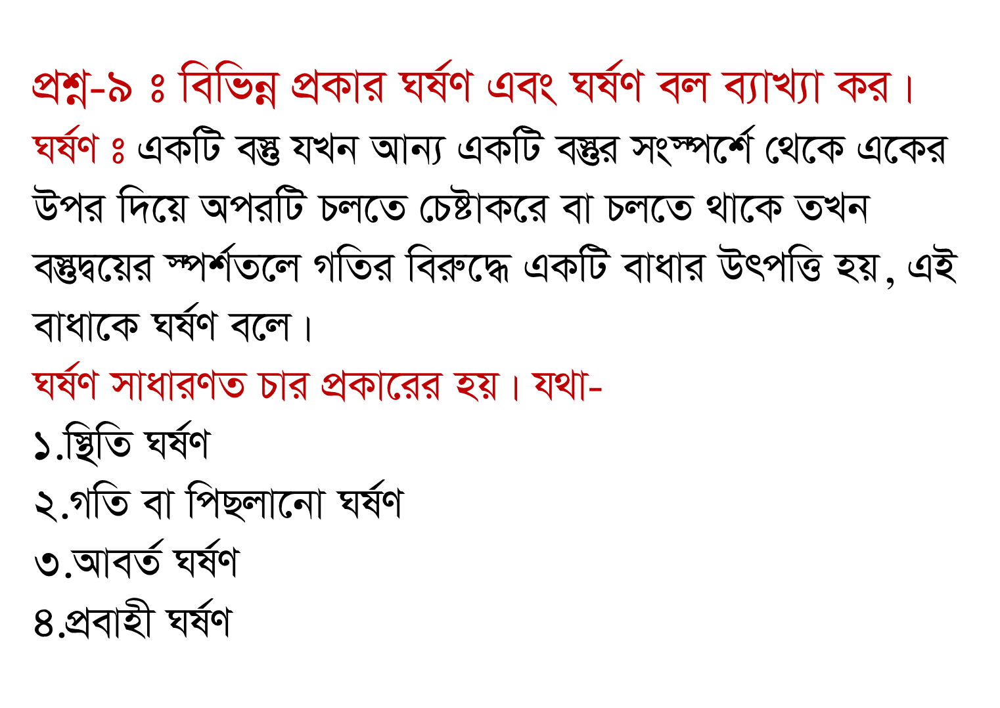 প্রশ্ন-৯ ঃ বিভিন্ন প্রকার ঘর্ষণ এবং ঘর্ষণ বল ব্যাখ্যা কর।
ঘর্ষণ ঃ একটি বস্তু যখন আন্য একটি বস্তুর সংস্পর্শে থেকে একের
উপর দিয়ে অপরটি চলতে চেষ্টাকরে বা চলতে থাকে তখন
বস্তুদ্বয়ের স্পর্শতলে গতির বিরুদ্ধে একটি বাধার উৎপত্তি হয়, এই
বাধাকে ঘর্ষণ বলে।
ঘর্ষণ সাধারণত চার প্রকারের হয়। যথা-
১.স্থিতি ঘর্ষণ
২.গতি বা পিছলানো ঘর্ষণ
৩.আবর্ত ঘর্ষণ
৪.প্রবাহী ঘর্ষণ